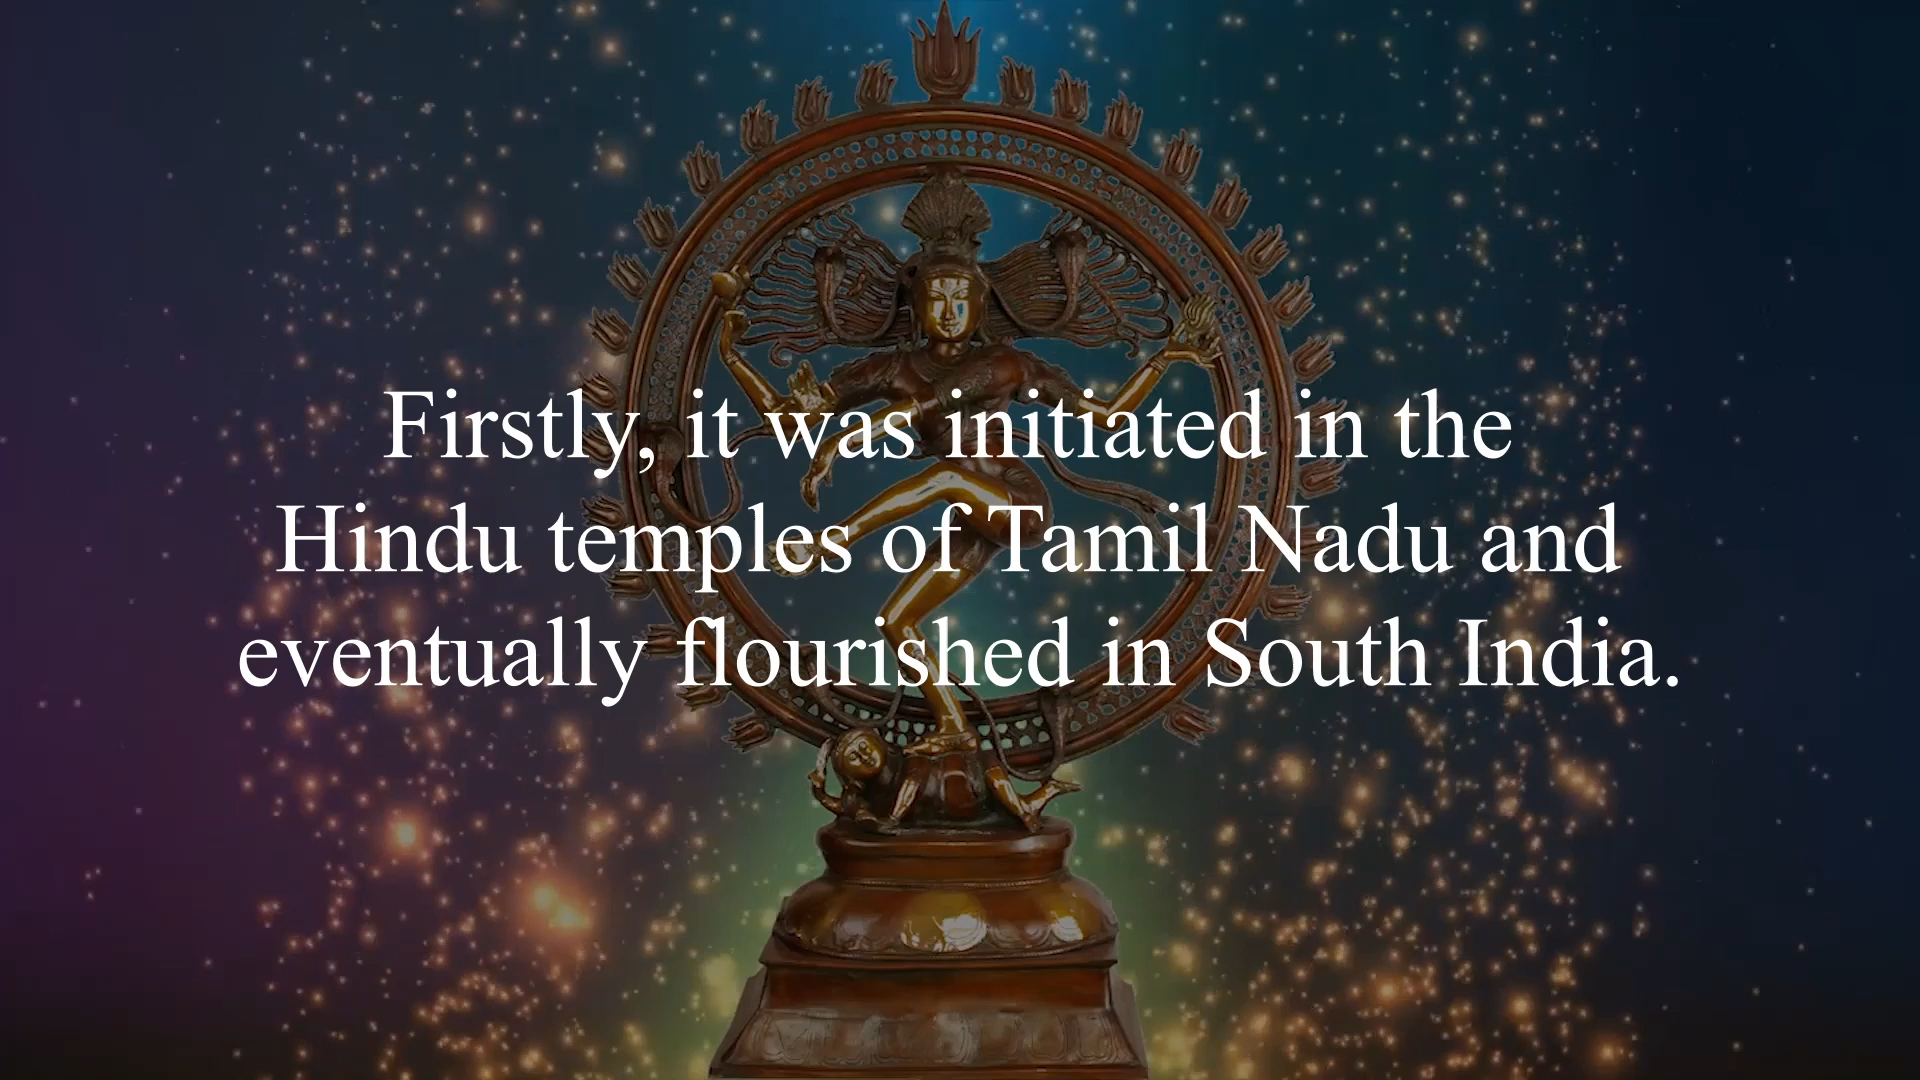 Firstly, it was initiated in the
Hindu temples of Tamil Nadu and
eventually flourished in South India.